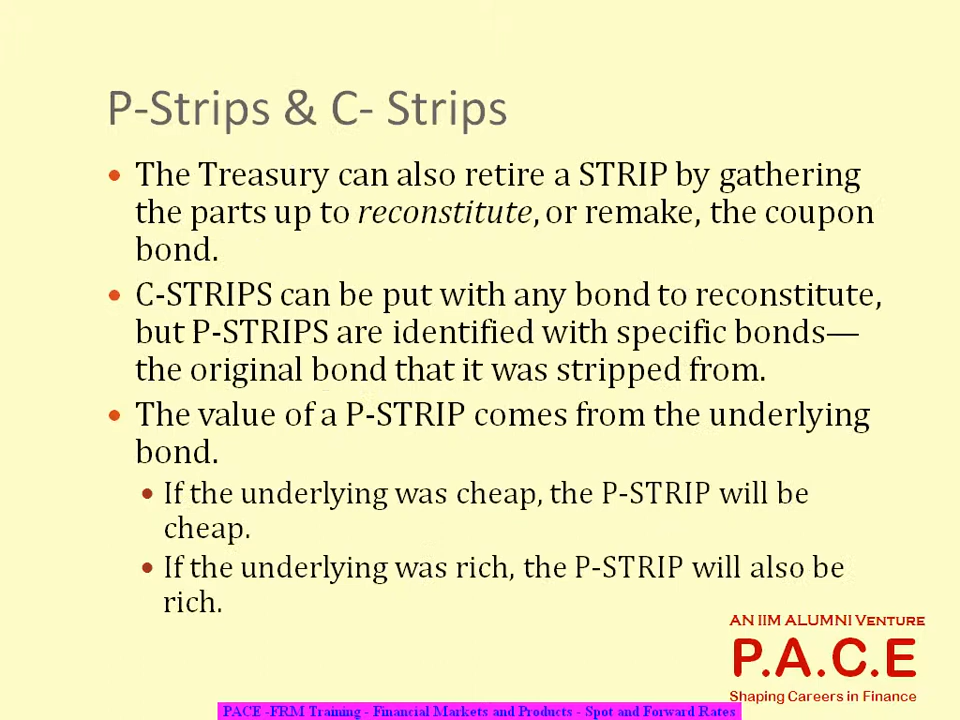 P-Strips & C- Strips
The Treasury can also retire a STRIP by gathering
the parts up to reconstitute, or remake, the coupon
bond.
C-STRIPS can be put with any bond to reconstitute,
but P-STRIPS are identified with specific bonds—
the original bond that it was stripped from.
The value of a P-STRIP comes from the underlying
bond.
If the underlying was cheap, the P-STRIP will be
cheap.
If the underlying was rich, the P-STRIP will also be
rich.
AN IIM ALUMNI VENTURE
P.A.C.E
Shaping Careers in Finance
PACE -FRM Training - Financial Markets and Products - Spot and Forward Rates